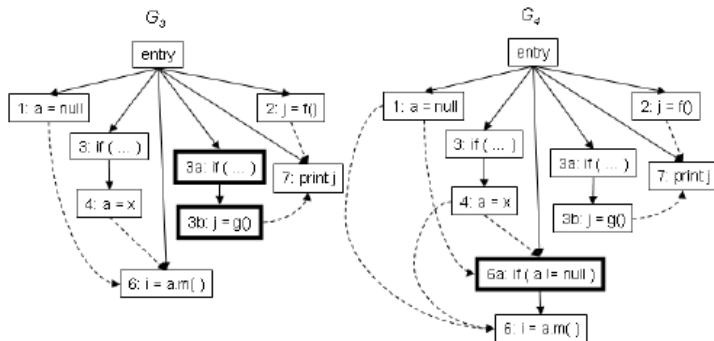 G3
entry
1: a = null
2: j = f()
3: if ( ... )
3a: if ( ... )
7: print j
4: a = x
3b: j = g()
6: i = a.m( )
G4
entry
1: a = null
2: j = f()
3: if ( ... )
3a: if ( ... )
7: print j
4: a = x
3b: j = g()
6a: if ( a != null )
6: i = a.m( )